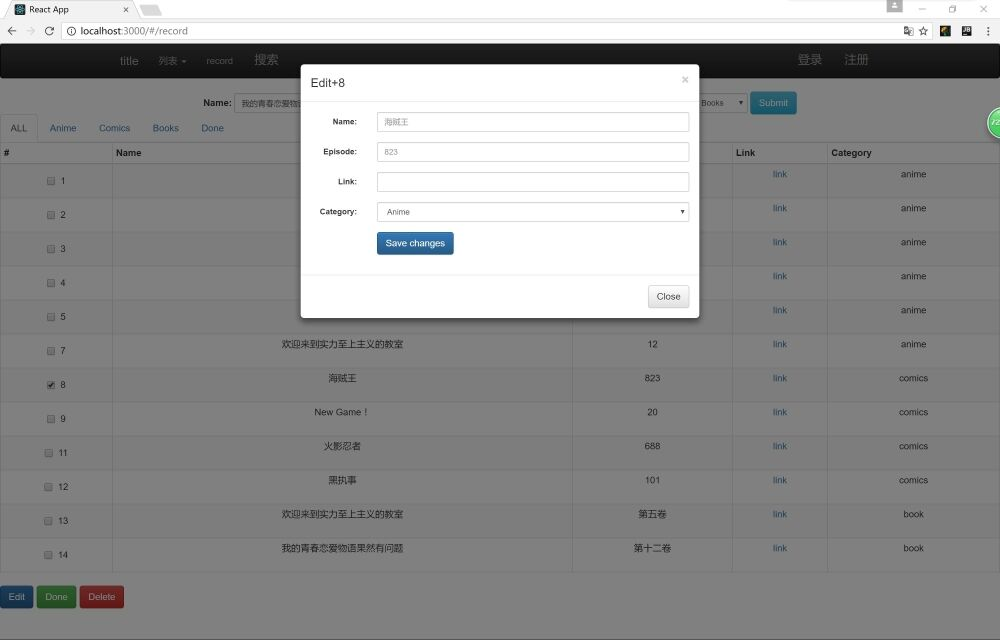 React App
localhost:3000/#/record
title 列表 record 搜索 登录 注册
Name: 我的青春恋爱物语 Books Submit
ALL Anime Comics Books Done
# Name Link Category
Edit+8 ×
Name: 海贼王
Episode: 823
Link:
Category: Anime
Save changes
Close
1 link anime
2 link anime
3 link anime
4 link anime
5 link anime
7 欢迎来到实力至上主义的教室 12 link anime
8 海贼王 823 link comics
9 New Game！ 20 link comics
11 火影忍者 688 link comics
12 黑执事 101 link comics
13 欢迎来到实力至上主义的教室 第五卷 link book
14 我的青春恋爱物语果然有问题 第十二卷 link book
Edit Done Delete